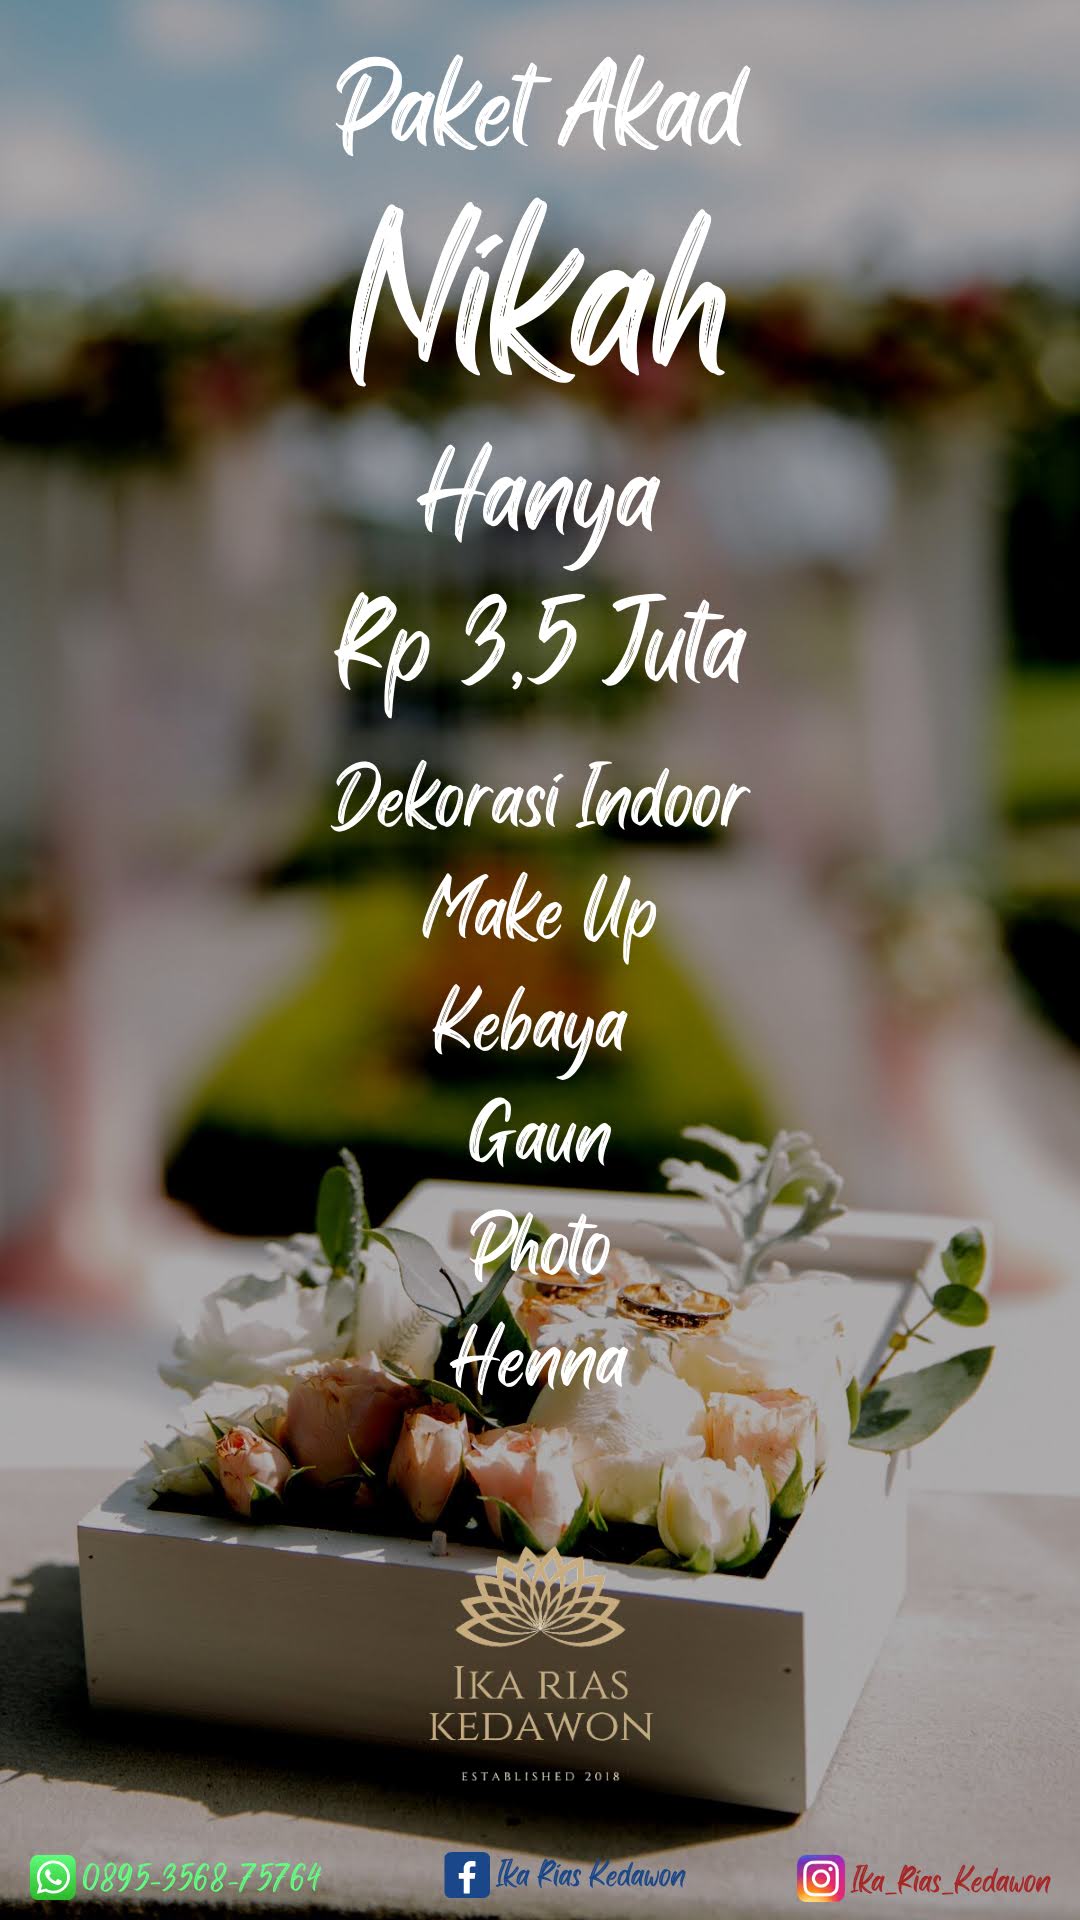 Paket Akad
Nikah
Hanya
Rp 3,5 Juta
Dekorasi Indoor
Make Up
Kebaya
Gaun
Photo
Henna
IKA RIAS
KEDAWON
ESTABLISHED 2018
0895-3568-75764
Ika Rias Kedawon
Ika_Rias_Kedawon